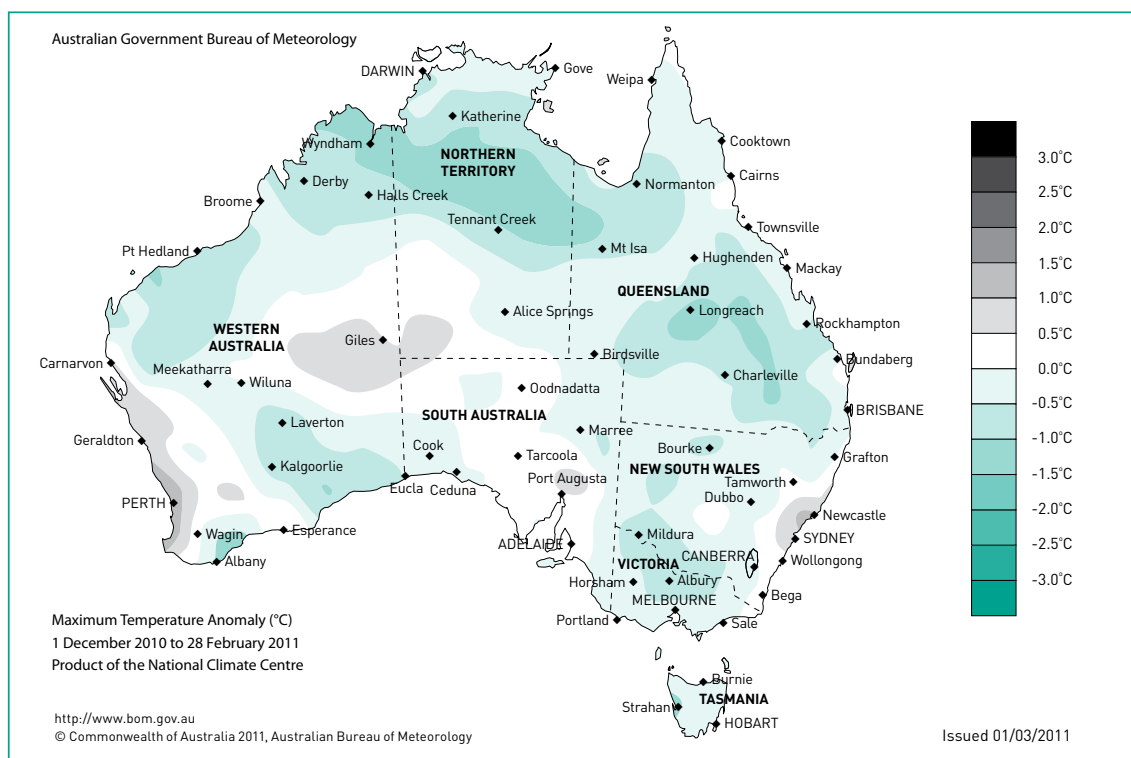 Australian Government Bureau of Meteorology
DARWIN
Gove
Weipa
Katherine
Wyndham
NORTHERN
TERRITORY
Cooktown
Derby
Halls Creek
Normanton
Cairns
Broome
Tennant Creek
Townsville
Pt Hedland
Mt Isa
Hughenden
Mackay
QUEENSLAND
Alice Springs
Longreach
Rockhampton
WESTERN
AUSTRALIA
Giles
Birdsville
Bundaberg
Carnarvon
Meekatharra
Wiluna
Charleville
Oodnadatta
SOUTH AUSTRALIA
BRISBANE
Laverton
Marree
Geraldton
Cook
Bourke
Grafton
Kalgoorlie
Tarcoola
NEW SOUTH WALES
Eucla
Ceduna
Port Augusta
Tamworth
Dubbo
PERTH
Newcastle
Wagin
Esperance
Mildura
SYDNEY
ADELAIDE
CANBERRA
Albany
VICTORIA
Wollongong
Horsham
Albury
MELBOURNE
Bega
Portland
Sale
Burnie
TASMANIA
Strahan
HOBART
3.0°C
2.5°C
2.0°C
1.5°C
1.0°C
0.5°C
0.0°C
-0.5°C
-1.0°C
-1.5°C
-2.0°C
-2.5°C
-3.0°C
Maximum Temperature Anomaly (°C)
1 December 2010 to 28 February 2011
Product of the National Climate Centre
http://www.bom.gov.au
© Commonwealth of Australia 2011, Australian Bureau of Meteorology
Issued 01/03/2011